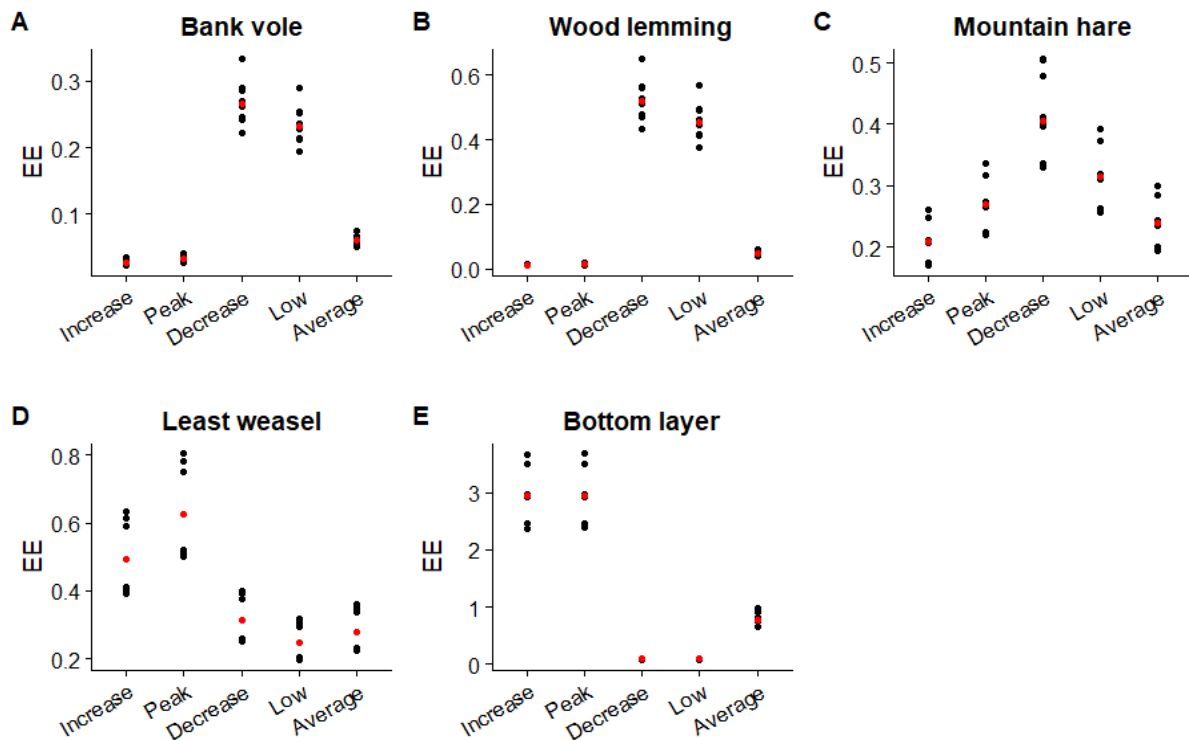 A Bank vole
EE
0.3
0.2
0.1
Increase
Peak
Decrease
Low
Average
B Wood lemming
EE
0.6
0.4
0.2
0.0
Increase
Peak
Decrease
Low
Average
C Mountain hare
EE
0.5
0.4
0.3
0.2
Increase
Peak
Decrease
Low
Average
D Least weasel
EE
0.8
0.6
0.4
0.2
Increase
Peak
Decrease
Low
Average
E Bottom layer
EE
3
2
1
0
Increase
Peak
Decrease
Low
Average